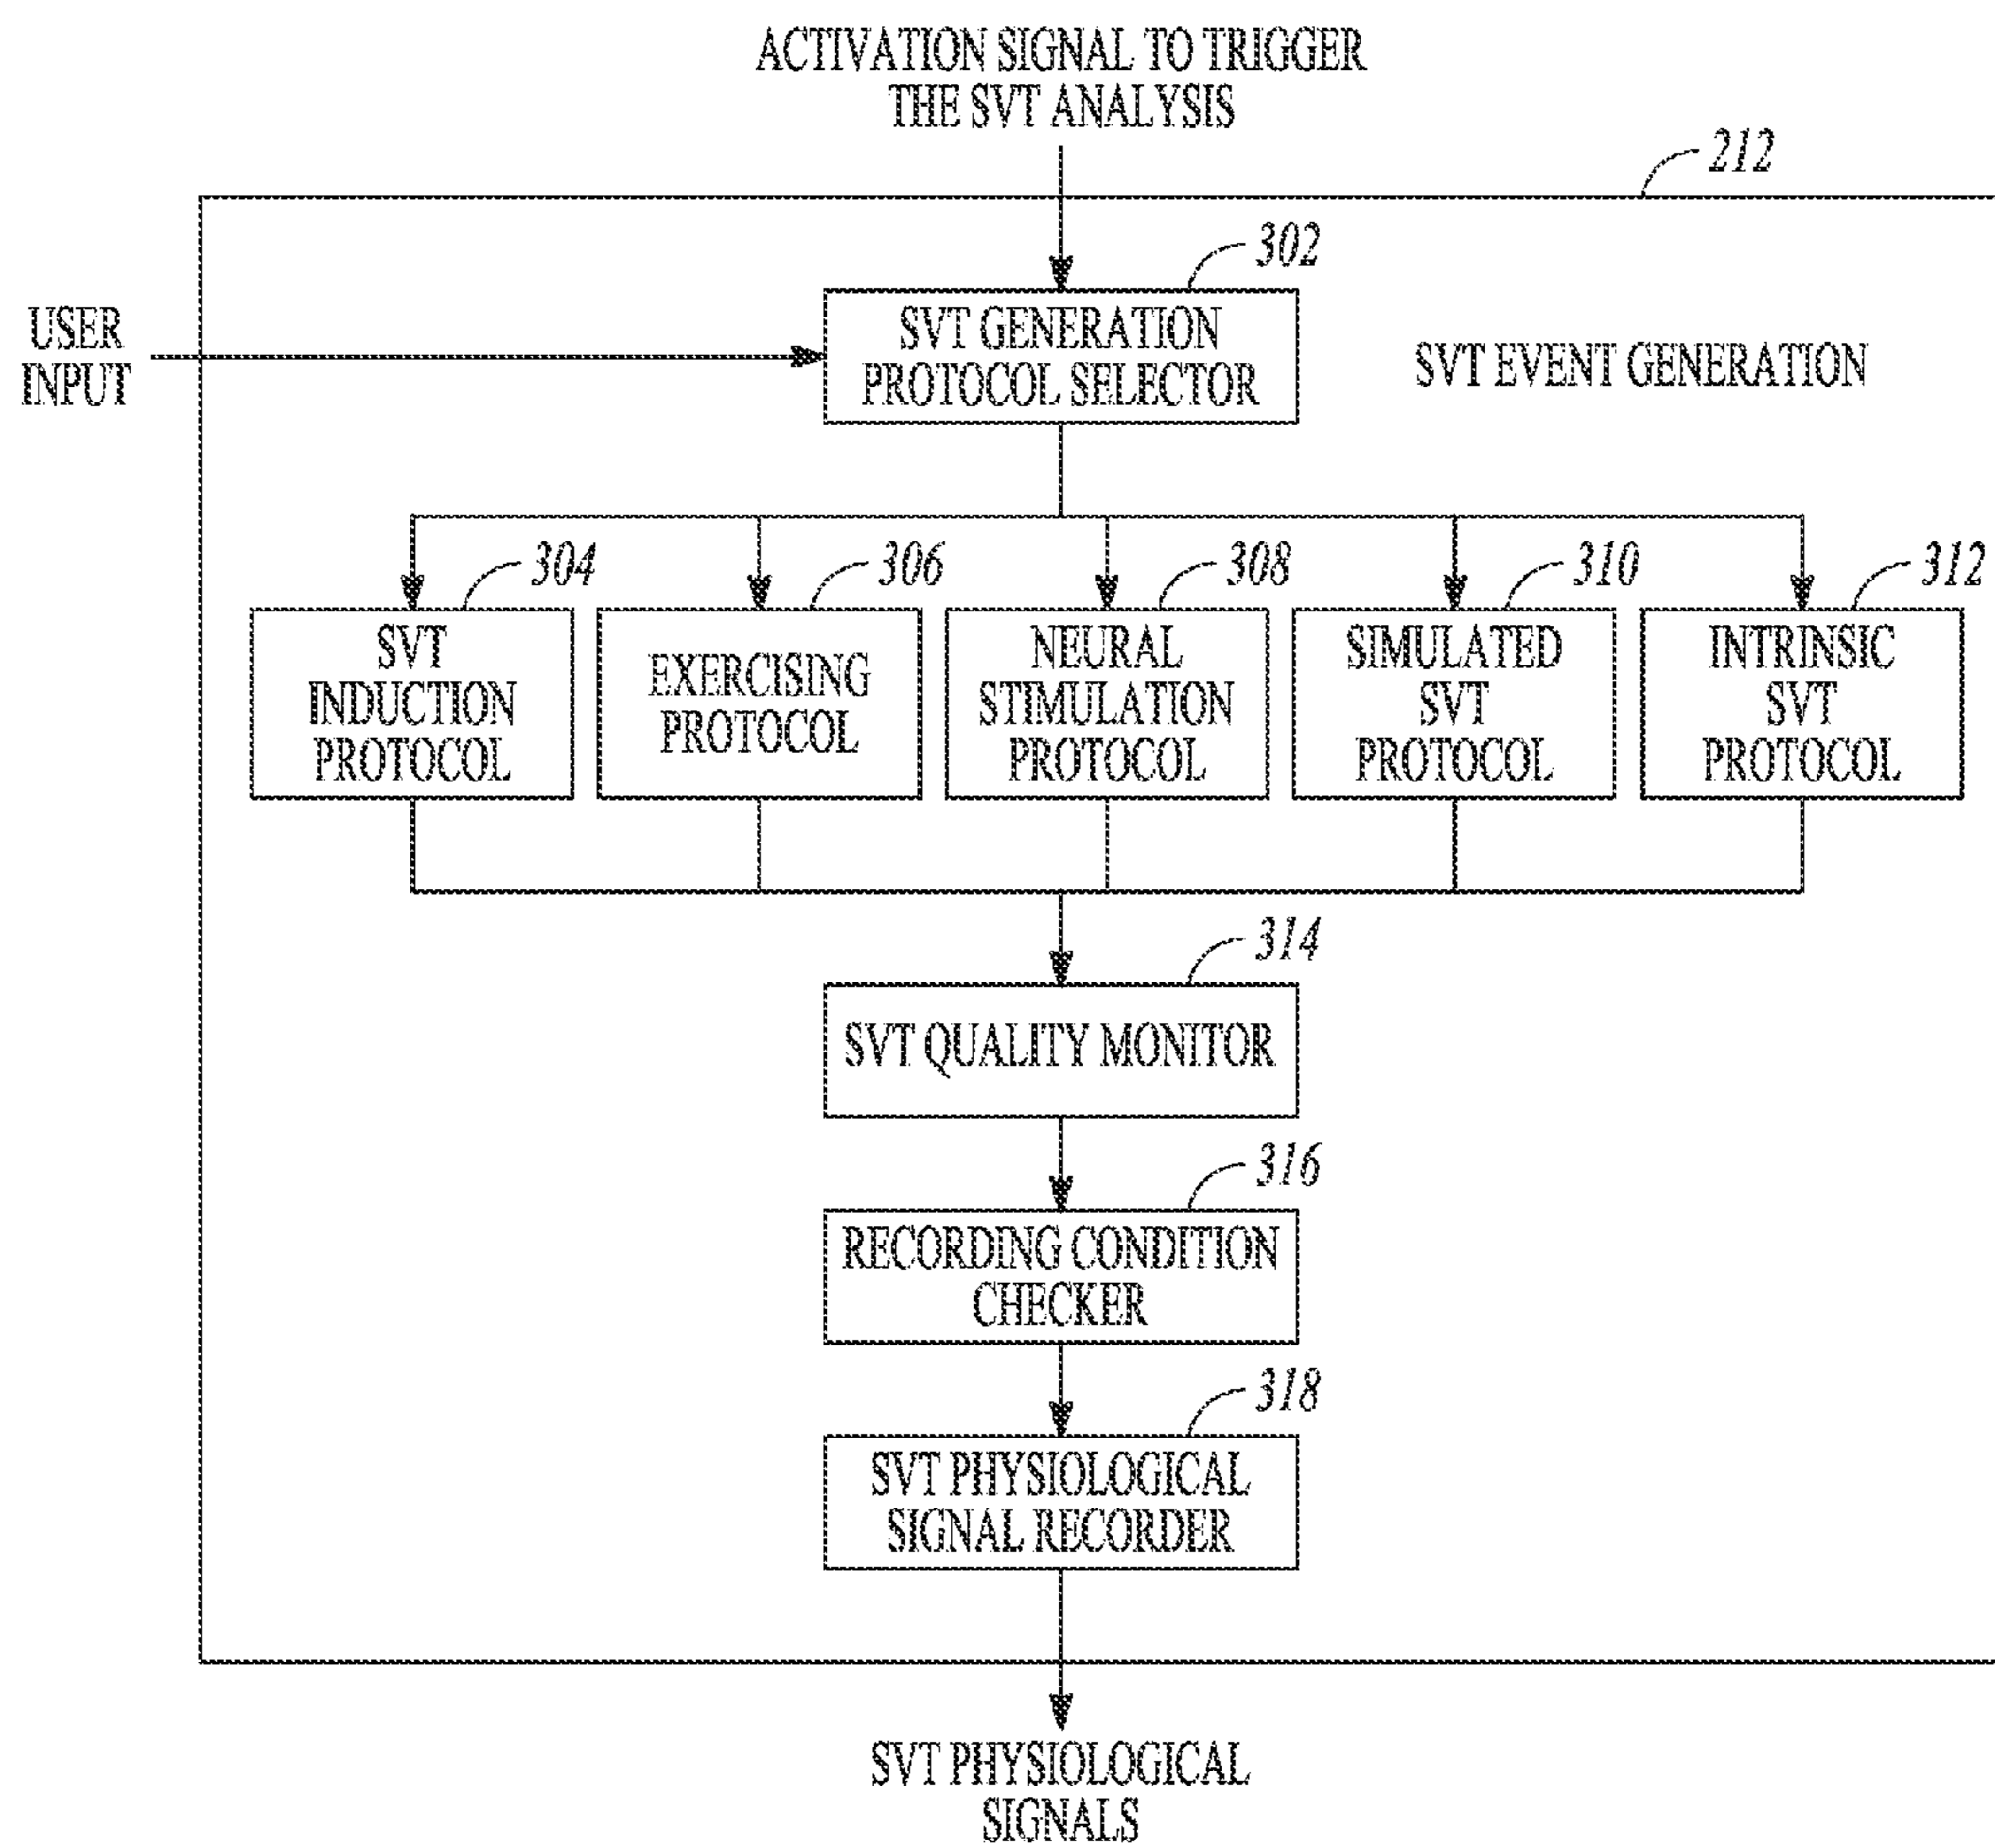 ACTIVATION SIGNAL TO TRIGGER
THE SVT ANALYSIS
212
302
USER
INPUT
SVT GENERATION
PROTOCOL SELECTOR
SVT EVENT GENERATION
304
306
308
310
312
SVT
INDUCTION
PROTOCOL
EXERCISING
PROTOCOL
NEURAL
STIMULATION
PROTOCOL
SIMULATED
SVT
PROTOCOL
INTRINSIC
SVT
PROTOCOL
314
SVT QUALITY MONITOR
316
RECORDING CONDITION
CHECKER
318
SVT PHYSIOLOGICAL
SIGNAL RECORDER
SVT PHYSIOLOGICAL
SIGNALS